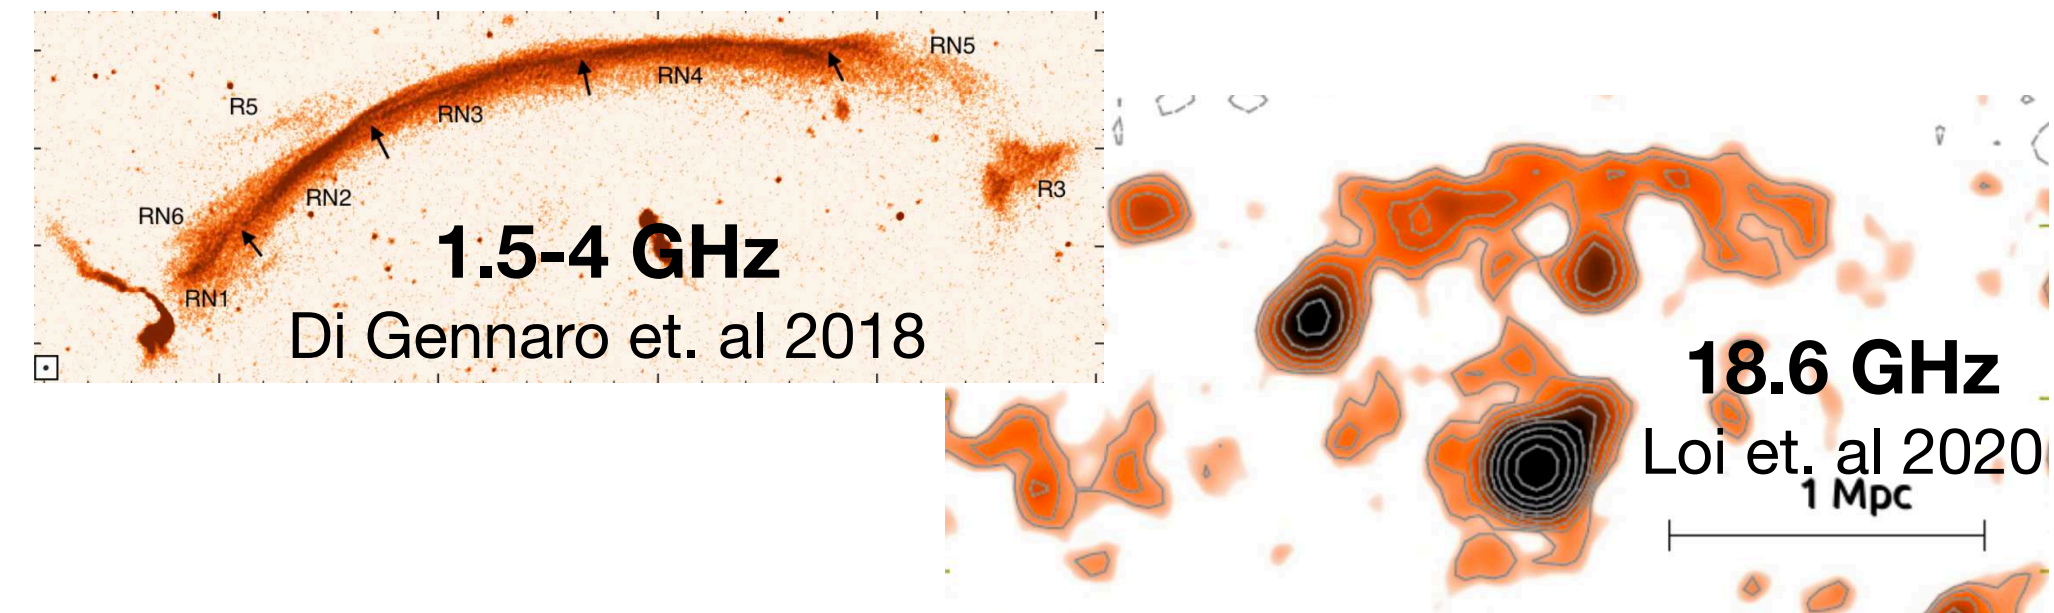 RN5
RN4
R5
RN3
R3
RN2
RN6
1.5-4 GHz
RN1
Di Gennaro et. al 2018
18.6 GHz
Loi et. al 2020
1 Mpc